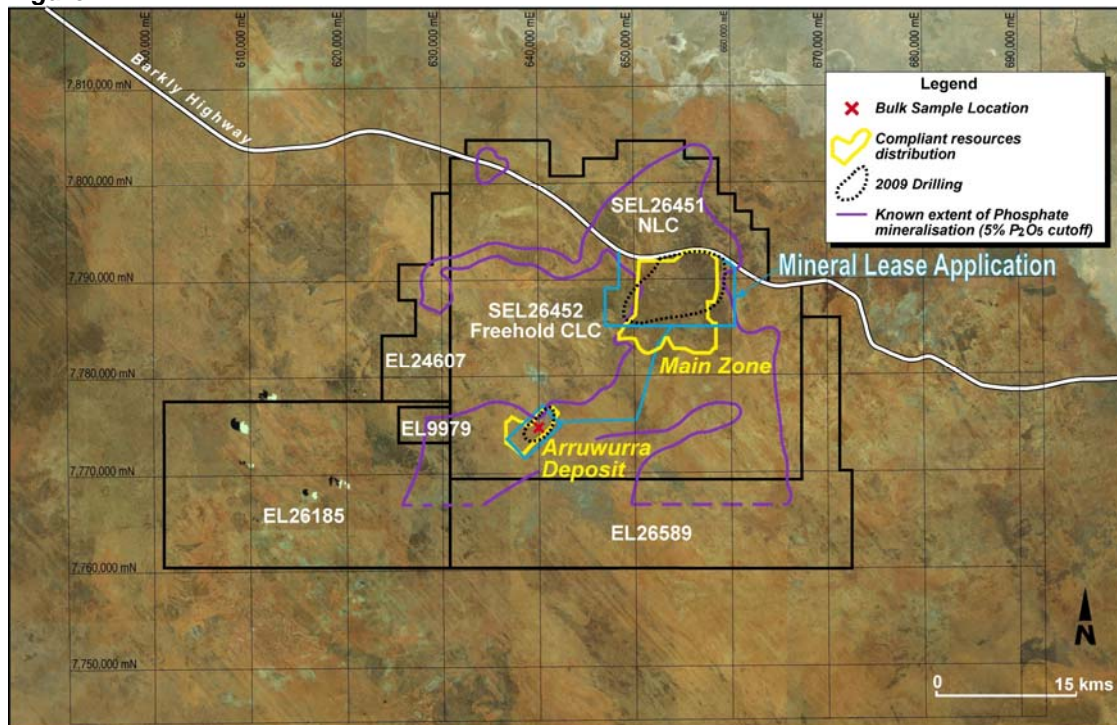 600,000 mE
610,000 mE
620,000 mE
630,000 mE
640,000 mE
650,000 mE
660,000 mE
670,000 mE
680,000 mE
690,000 mE
7,810,000 mN
7,800,000 mN
7,790,000 mN
7,780,000 mN
7,770,000 mN
7,760,000 mN
7,750,000 mN
Barkly Highway
Legend
Bulk Sample Location
Compliant resources
distribution
2009 Drilling
Known extent of Phosphate
mineralisation (5% P₂O₅ cutoff)
SEL26451
NLC
Mineral Lease Application
SEL26452
Freehold CLC
EL24607
Main Zone
EL9979
Arruwurra
Deposit
EL26185
EL26589
N
0 15 kms